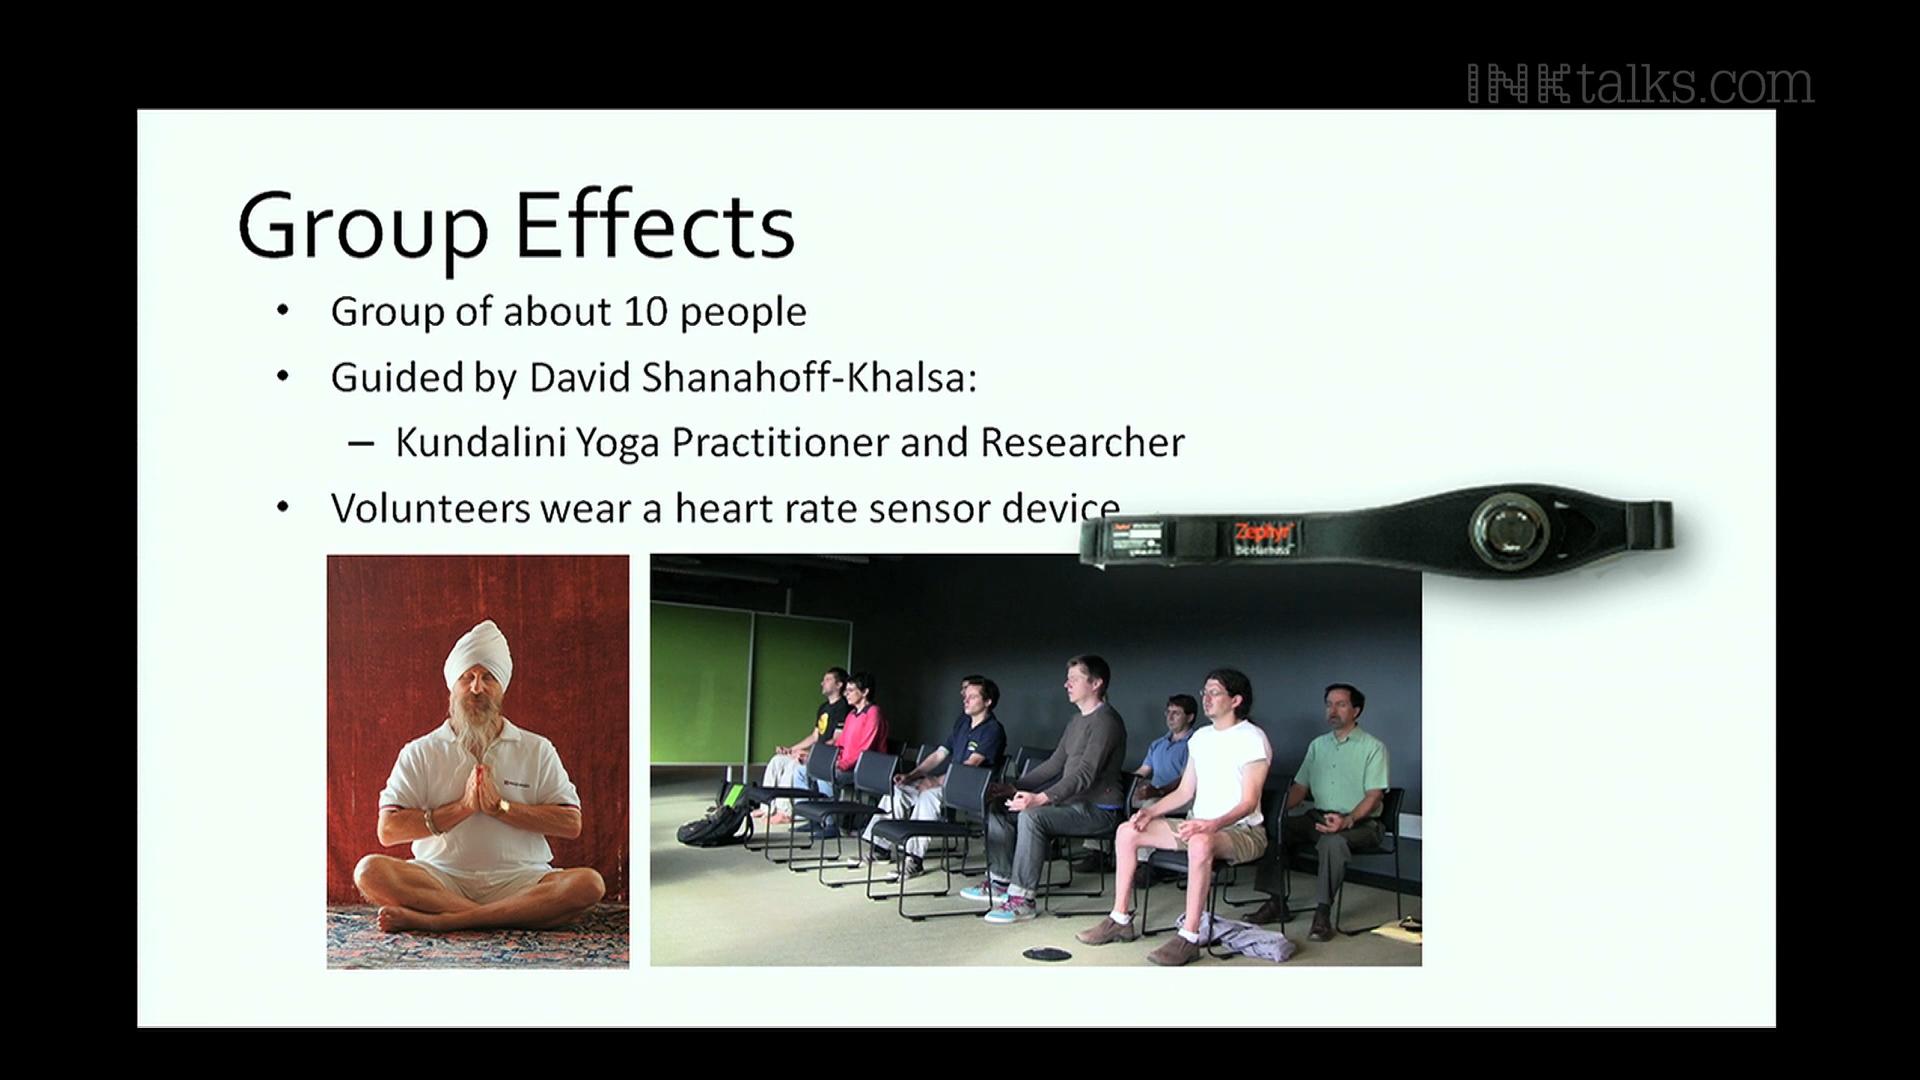 INKtalks.com
Group Effects
• Group of about 10 people
• Guided by David Shanahoff-Khalsa:
– Kundalini Yoga Practitioner and Researcher
• Volunteers wear a heart rate sensor device
Zephyr
BioHarness